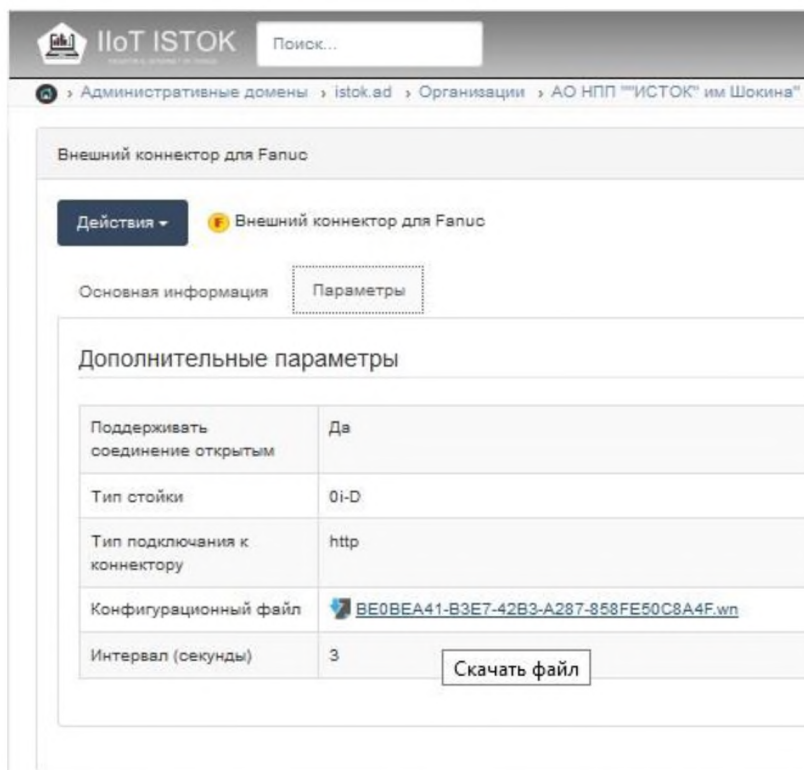 IIoT ISTOK
Поиск...
› Административные домены › istok.ad › Организации › АО НПП ""ИСТОК" им Шокина"
Внешний коннектор для Fanuc
Действия
F Внешний коннектор для Fanuc
Основная информация Параметры
Дополнительные параметры
Поддерживать Да
соединение открытым
Тип стойки 0i-D
Тип подключания к http
коннектору
Конфигурационный файл BE0BEA41-B3E7-42B3-A287-858FE50C8A4F.wn
Интервал (секунды) 3
Скачать файл